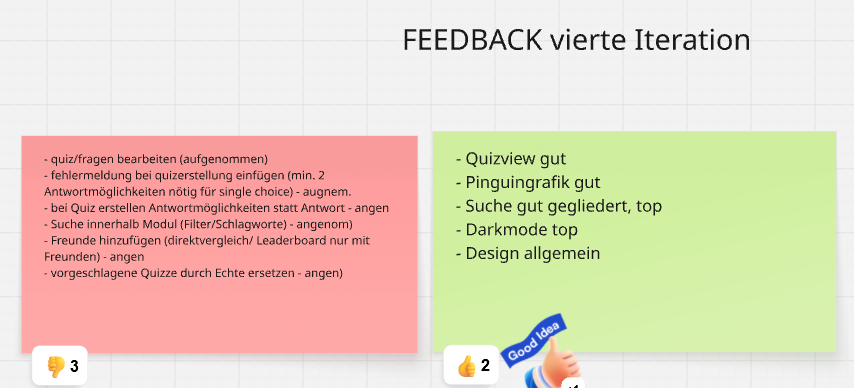 FEEDBACK vierte Iteration
- quiz/fragen bearbeiten (aufgenommen)
- fehlermeldung bei quizerstellung einfügen (min. 2
Antwortmöglichkeiten nötig für single choice) - augnem.
- bei Quiz erstellen Antwortmöglichkeiten statt Antwort - angen
- Suche innerhalb Modul (Filter/Schlagworte) - angenom)
- Freunde hinzufügen (direktvergleich/ Leaderboard nur mit
Freunden) - angen
- vorgeschlagene Quizze durch Echte ersetzen - angen)
3
- Quizview gut
- Pinguingrafik gut
- Suche gut gegliedert, top
- Darkmode top
- Design allgemein
2
Good Idea